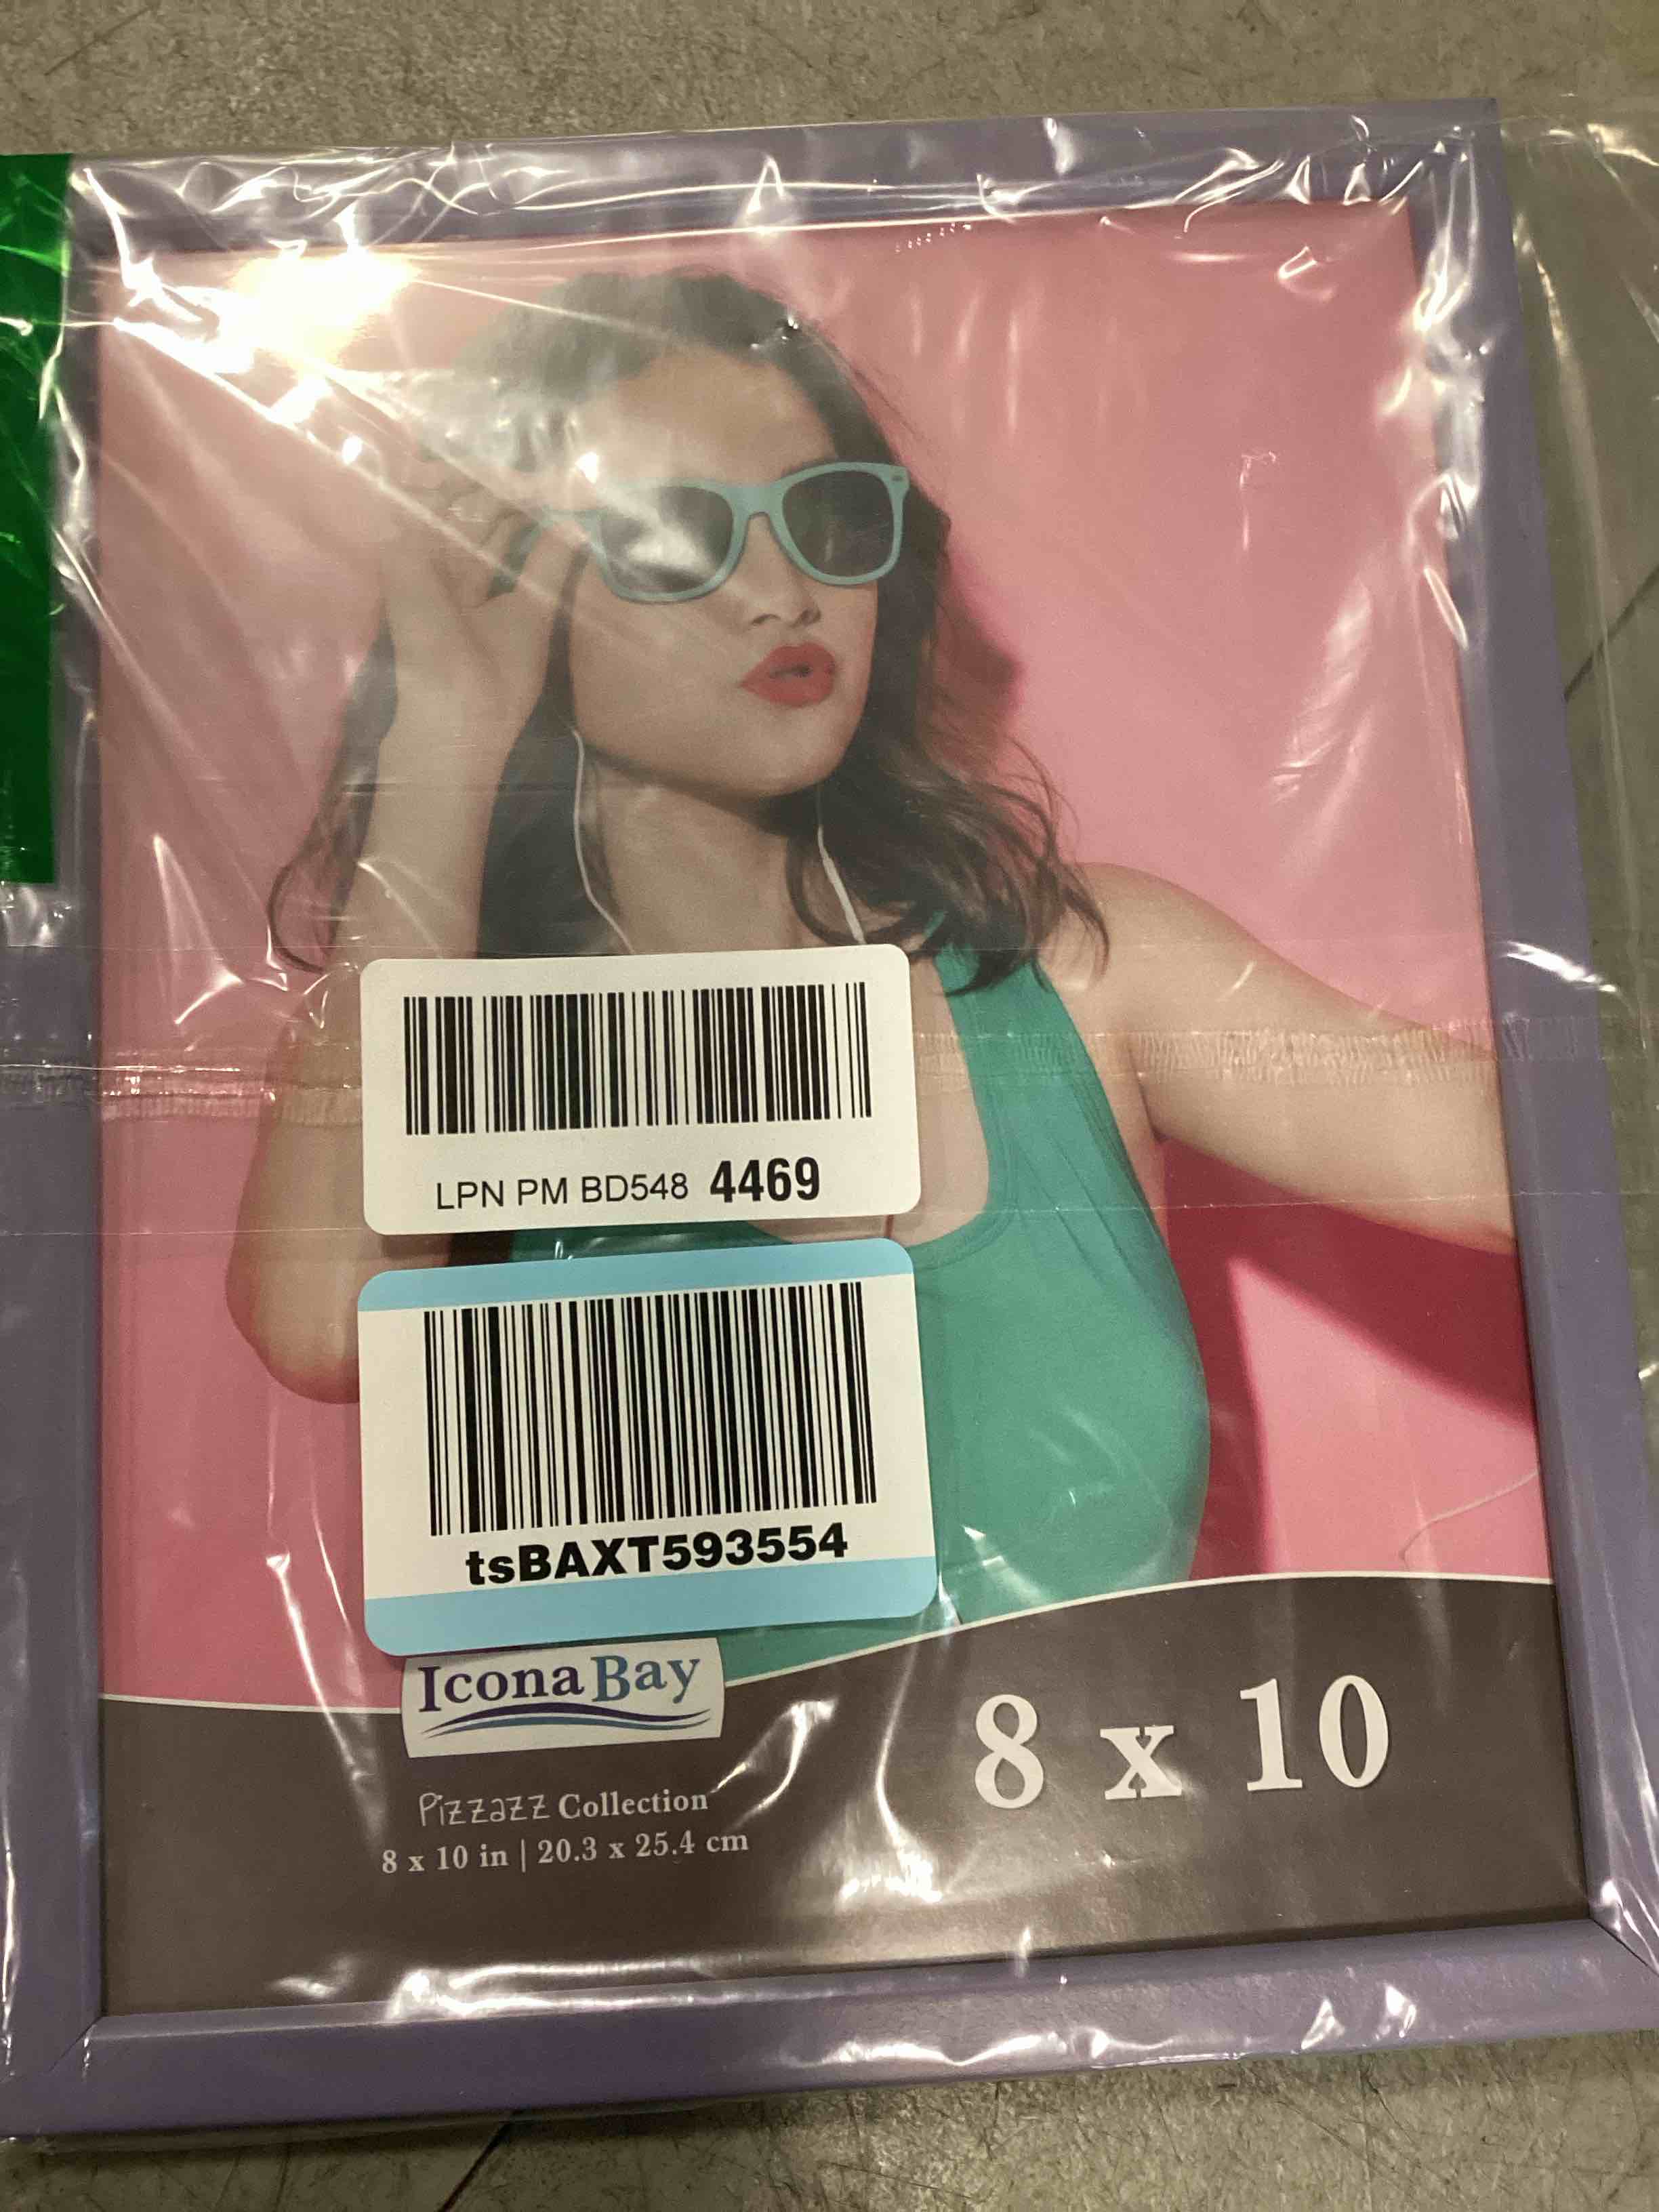 LPN PM BD548 4469
tsBAXT593554
Icona Bay
Pizzazz Collection
8 x 10 in | 20.3 x 25.4 cm
8 x 10